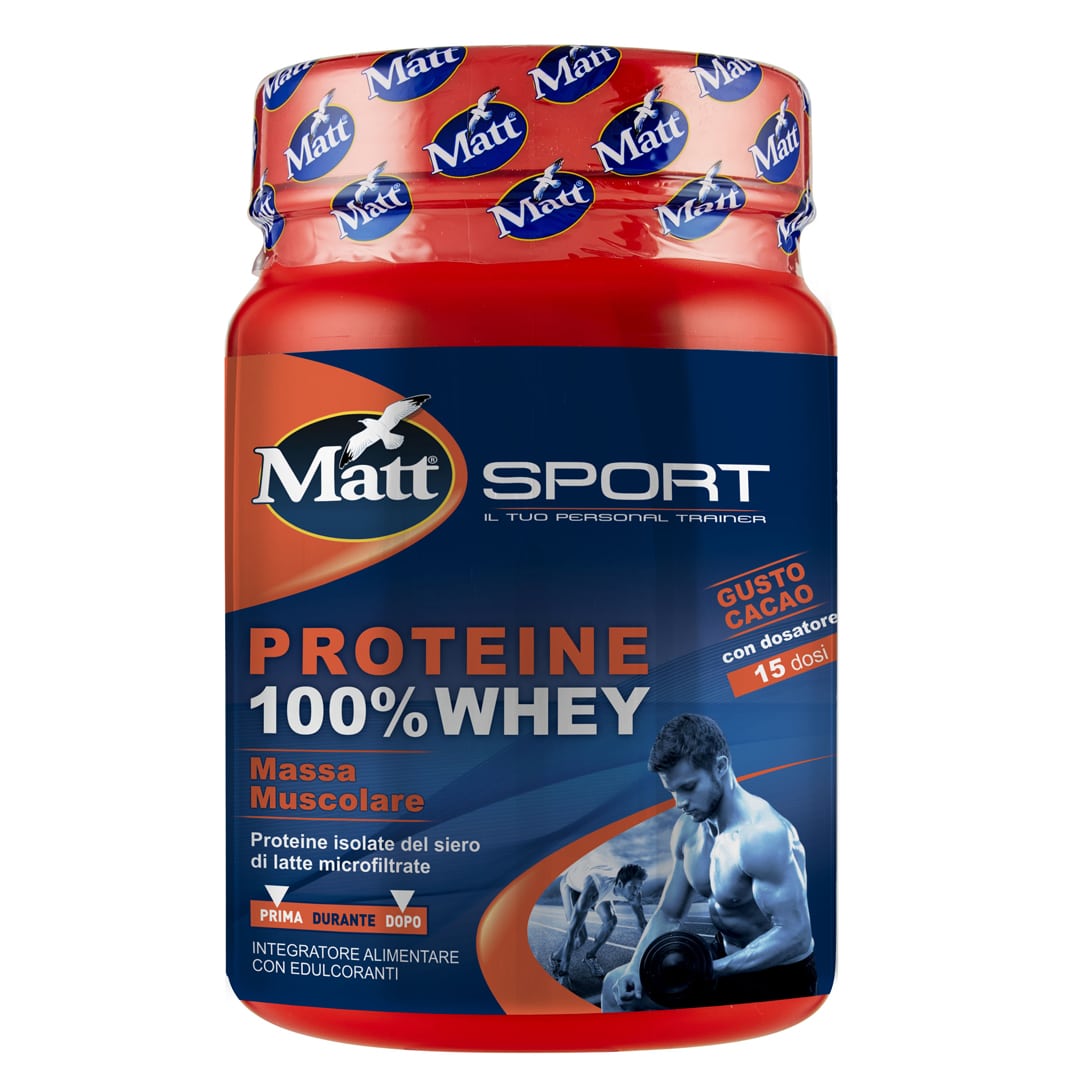 Matt
Matt
Matt
Matt
Matt
Matt
Matt
Matt
Matt
Matt
Matt
Matt®
SPORT
IL TUO PERSONAL TRAINER
GUSTO
CACAO
con dosatore
15 dosi
PROTEINE
100% WHEY
Massa
Muscolare
Proteine isolate del siero
di latte microfiltrate
PRIMA DURANTE DOPO
INTEGRATORE ALIMENTARE
CON EDULCORANTI